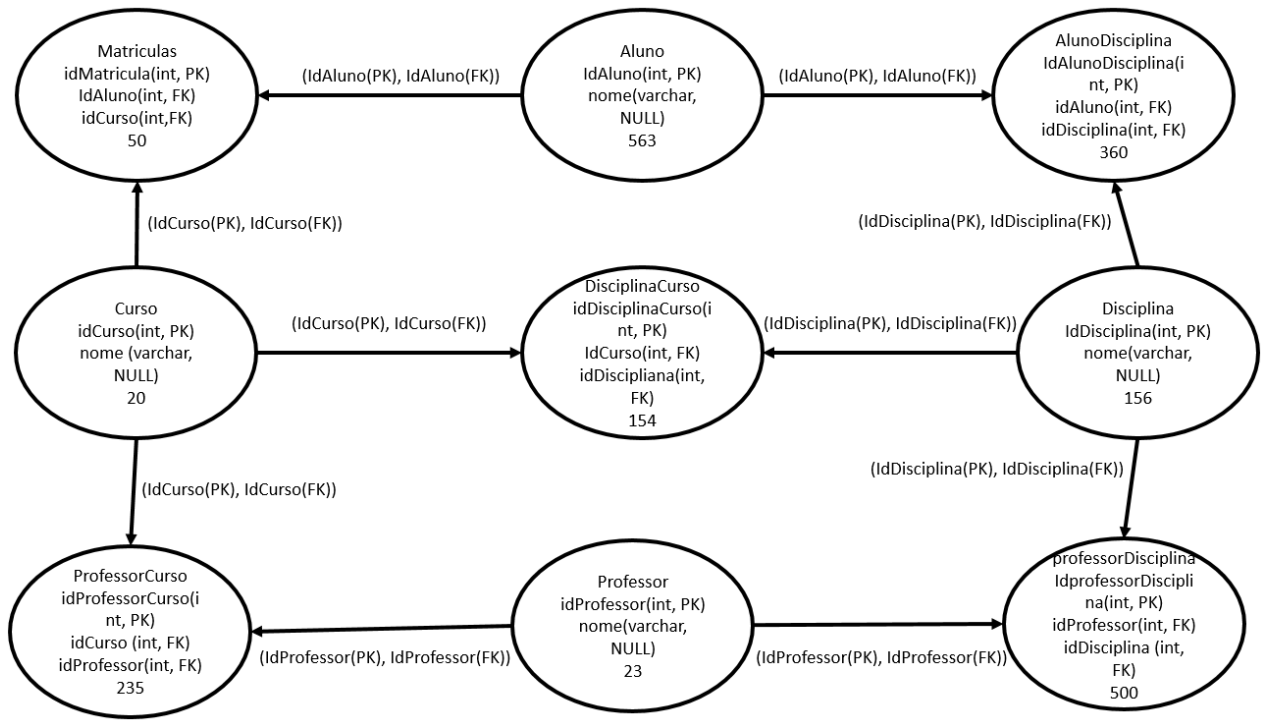 Matriculas
idMatricula(int, PK)
IdAluno(int, FK)
idCurso(int,FK)
50
(IdAluno(PK), IdAluno(FK))
Aluno
IdAluno(int, PK)
nome(varchar,
NULL)
563
(IdAluno(PK), IdAluno(FK))
AlunoDisciplina
IdAlunoDisciplina(i
nt, PK)
idAluno(int, FK)
idDisciplina(int, FK)
360
(IdCurso(PK), IdCurso(FK))
(IdDisciplina(PK), IdDisciplina(FK))
Curso
idCurso(int, PK)
nome (varchar,
NULL)
20
(IdCurso(PK), IdCurso(FK))
DisciplinaCurso
idDisciplinaCurso(i
nt, PK)
IdCurso(int, FK)
idDiscipliana(int,
FK)
154
(IdDisciplina(PK), IdDisciplina(FK))
Disciplina
IdDisciplina(int, PK)
nome(varchar,
NULL)
156
(IdCurso(PK), IdCurso(FK))
(IdDisciplina(PK), IdDisciplina(FK))
ProfessorCurso
idProfessorCurso(i
nt, PK)
idCurso (int, FK)
idProfessor(int, FK)
235
(IdProfessor(PK), IdProfessor(FK))
Professor
idProfessor(int, PK)
nome(varchar,
NULL)
23
(IdProfessor(PK), IdProfessor(FK))
professorDisciplina
IdprofessorDiscipli
na(int, PK)
idProfessor(int, FK)
idDisciplina (int,
FK)
500